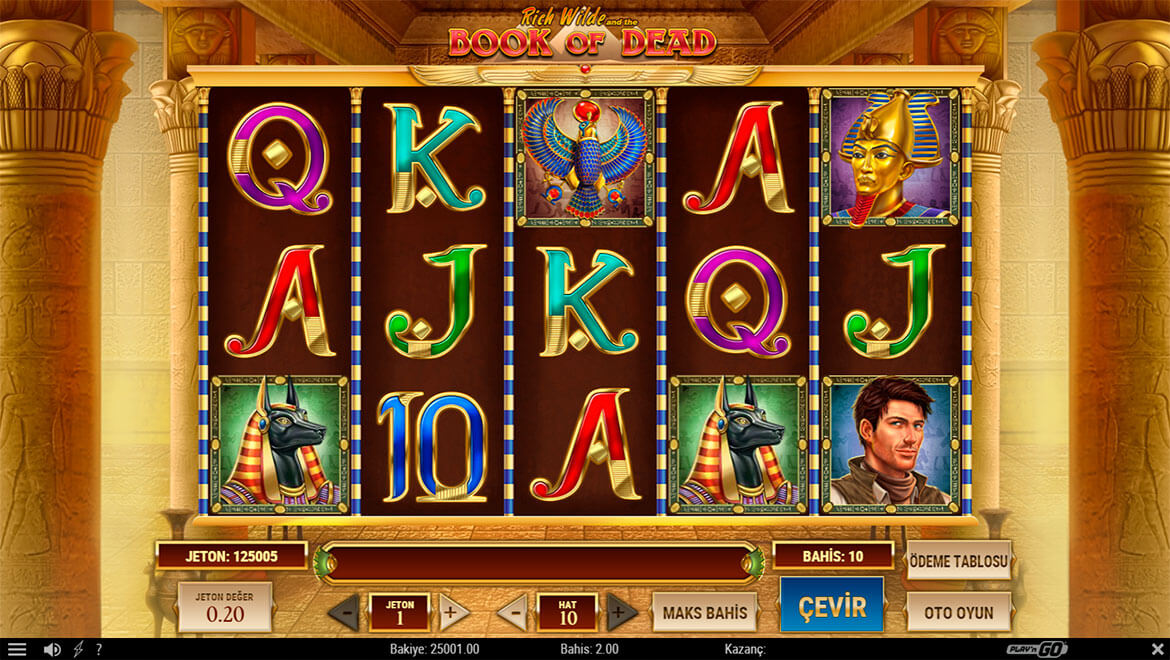 Rich Wilde and the
BOOK OF DEAD
Q K A
A J K Q J
10 A
JETON: 125005
BAHİS: 10
ÖDEME TABLOSU
JETON DEĞER
0.20
- JETON 1 +
- HAT 10 +
MAKS BAHİS
ÇEVİR
OTO OYUN
? Bakiye: 25001.00 Bahis: 2.00 Kazanç: PLAY'n GO